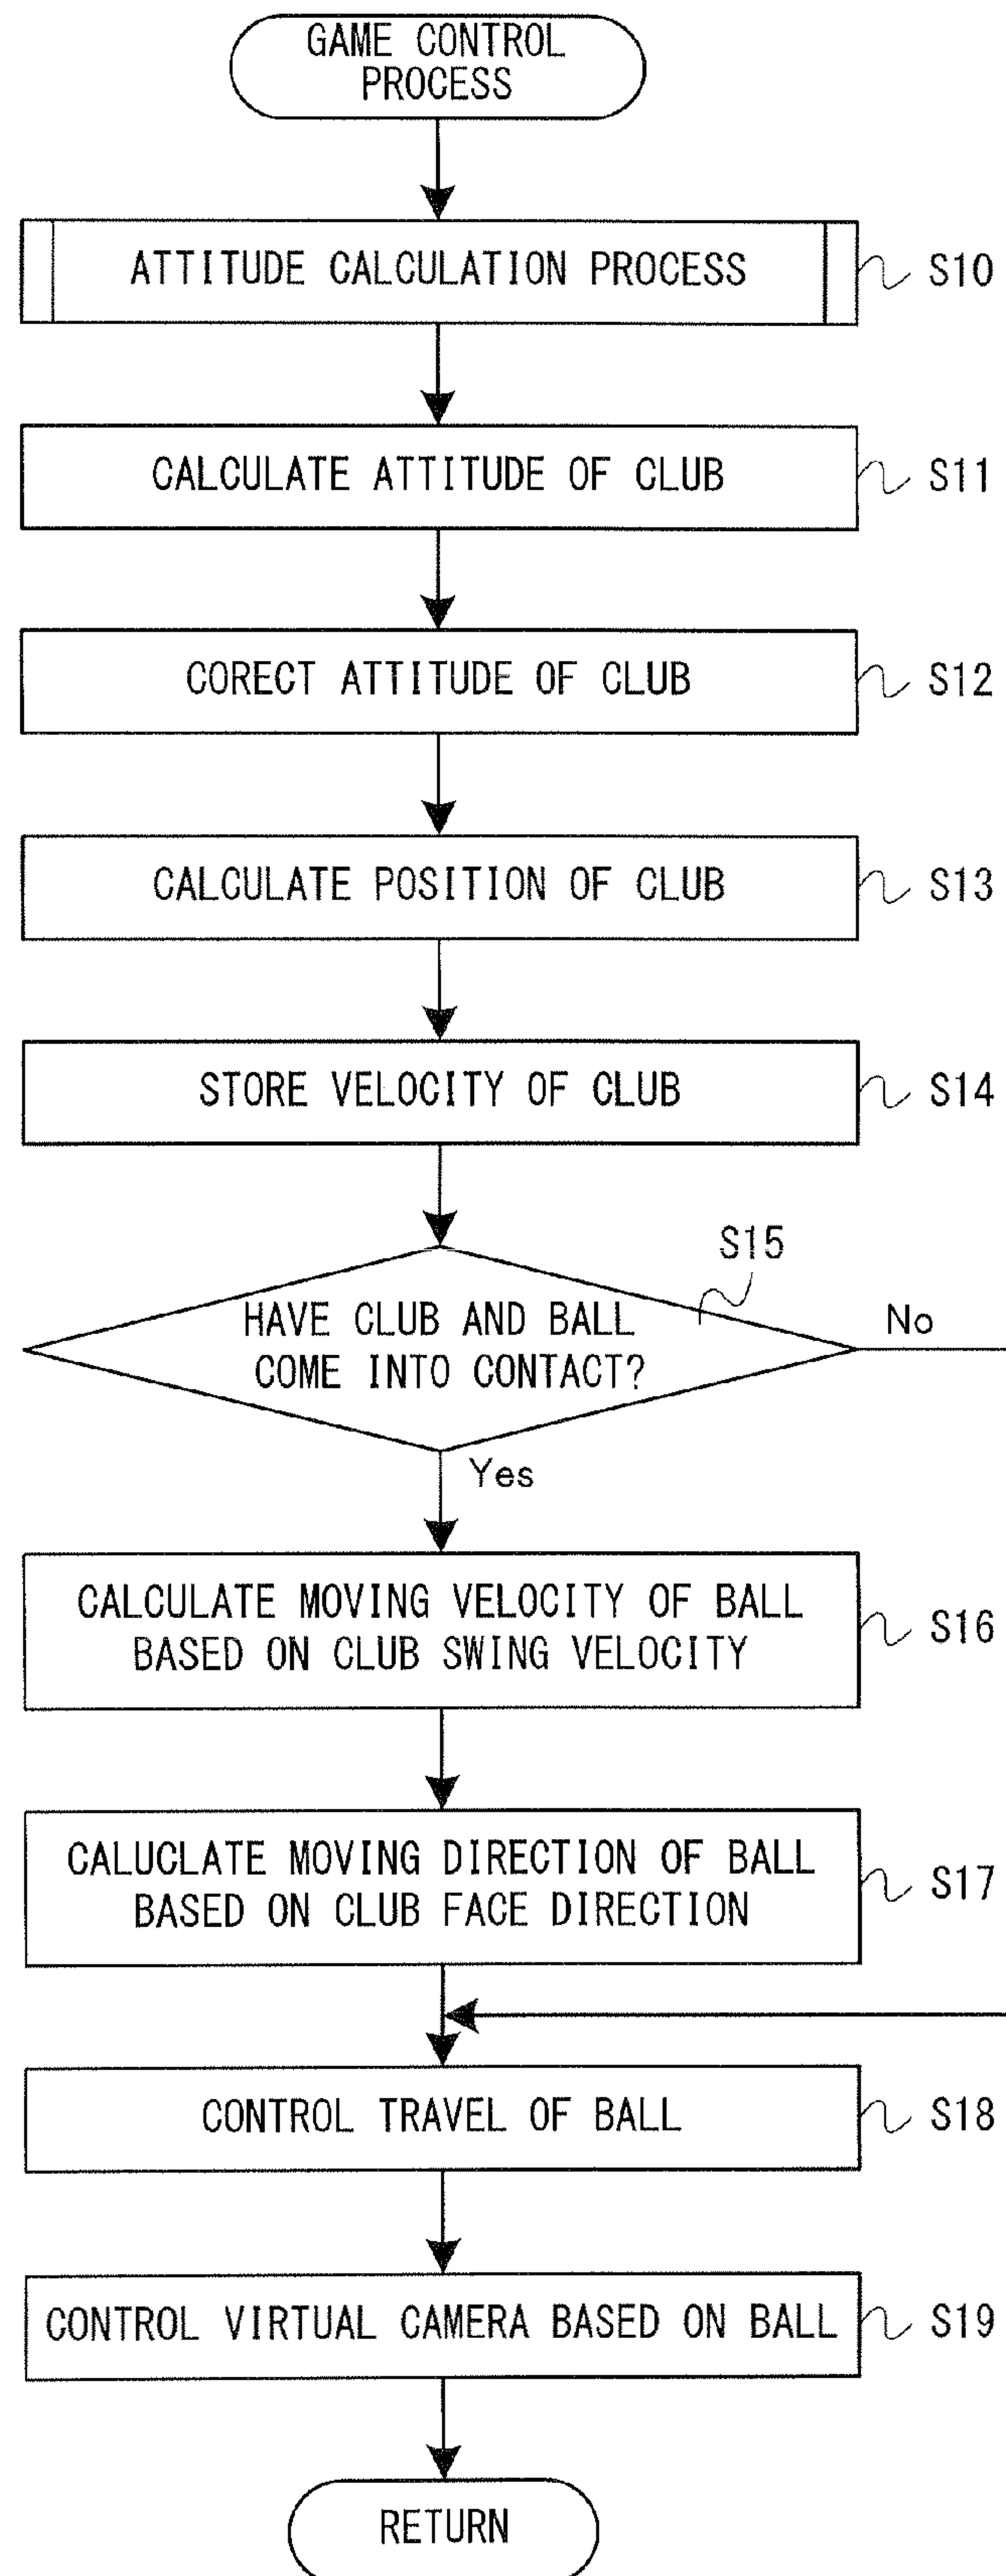 GAME CONTROL
PROCESS
ATTITUDE CALCULATION PROCESS
S10
CALCULATE ATTITUDE OF CLUB
S11
CORECT ATTITUDE OF CLUB
S12
CALCULATE POSITION OF CLUB
S13
STORE VELOCITY OF CLUB
S14
S15
HAVE CLUB AND BALL
COME INTO CONTACT?
No
Yes
CALCULATE MOVING VELOCITY OF BALL
BASED ON CLUB SWING VELOCITY
S16
CALUCLATE MOVING DIRECTION OF BALL
BASED ON CLUB FACE DIRECTION
S17
CONTROL TRAVEL OF BALL
S18
CONTROL VIRTUAL CAMERA BASED ON BALL
S19
RETURN